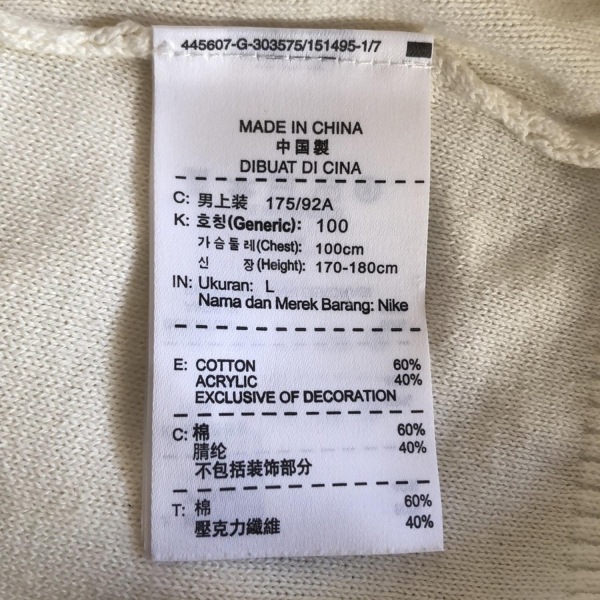 445607-G-303575/151495-1/7
MADE IN CHINA
中国製
DIBUAT DI CINA
C: 男上装 175/92A
K: 호칭(Generic): 100
가슴둘레(Chest): 100cm
신 장(Height): 170-180cm
IN: Ukuran: L
Nama dan Merek Barang: Nike
E: COTTON 60%
ACRYLIC 40%
EXCLUSIVE OF DECORATION
C: 棉 60%
腈纶 40%
不包括装饰部分
T: 棉 60%
壓克力纖維 40%